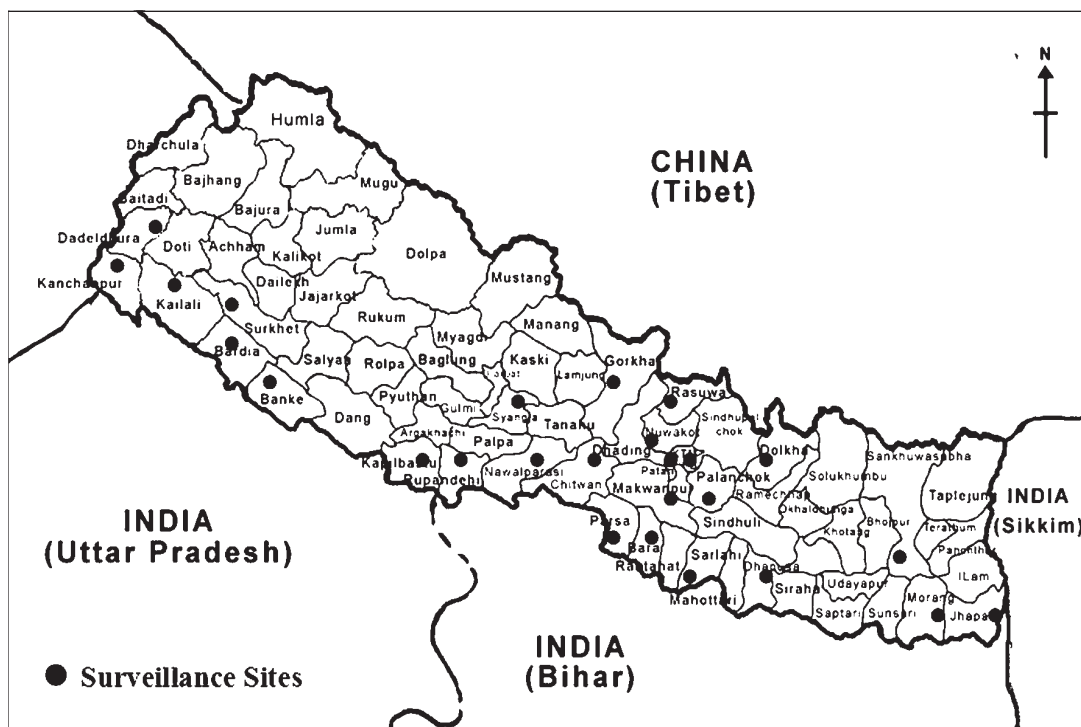 N
CHINA
(Tibet)
Humla
Dharchula
Bajhang
Mugu
Baitadi
Bajura
Jumla
Dadeldhura
Doti
Achham
Kalikot
Dolpa
Mustang
Kanchanpur
Kailali
Dailekh
Jajarkot
Rukum
Surkhet
Myagdi
Manang
Bardia
Salyan
Rolpa
Baglung
Kaski
Lamjung
Gorkha
Banke
Pyuthan
Gulmi
Syangja
Rasuwa
Dang
Argakhachi
Palpa
Tanahu
Nuwakot
Sindhupal
chok
Kapilbastu
Rupandehi
Nawalparasi
Chitwan
Dhading
Patan
Palanchok
Dolkha
Makwanpur
Ramechhap
Solukhumbu
Sankhuwasabha
Taplejung
Okhaldhunga
Khotang
Bhojpur
Terathum
Panchthar
Sindhuli
Parsa
Bara
Rautahat
Sarlahi
Mahottari
Dhanusa
Siraha
Udayapur
Saptari
Sunsari
Morang
ILam
Jhapa
INDIA
(Sikkim)
INDIA
(Uttar Pradesh)
INDIA
(Bihar)
Surveillance Sites